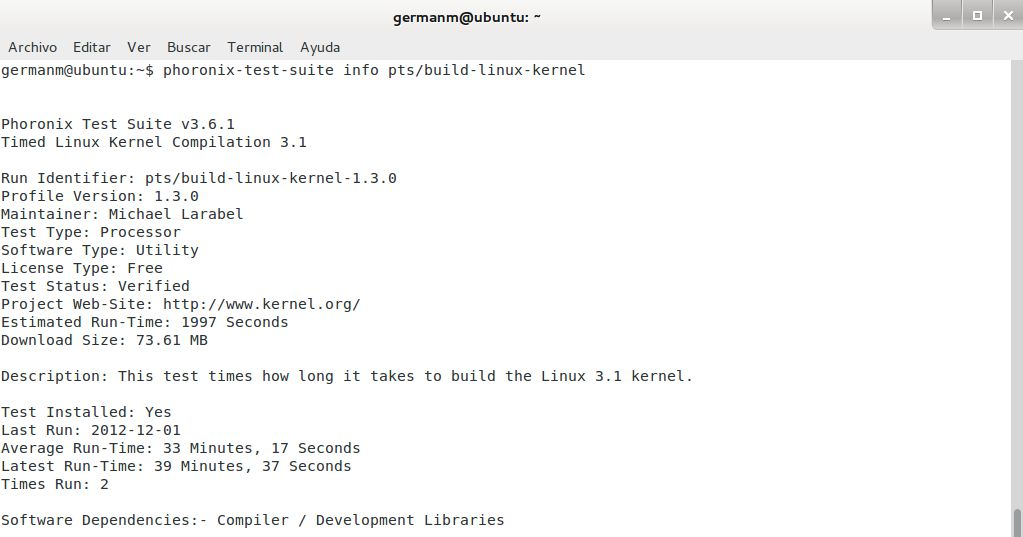 germanm@ubuntu: ~
Archivo Editar Ver Buscar Terminal Ayuda
germanm@ubuntu:~$ phoronix-test-suite info pts/build-linux-kernel
Phoronix Test Suite v3.6.1
Timed Linux Kernel Compilation 3.1
Run Identifier: pts/build-linux-kernel-1.3.0
Profile Version: 1.3.0
Maintainer: Michael Larabel
Test Type: Processor
Software Type: Utility
License Type: Free
Test Status: Verified
Project Web-Site: http://www.kernel.org/
Estimated Run-Time: 1997 Seconds
Download Size: 73.61 MB
Description: This test times how long it takes to build the Linux 3.1 kernel.
Test Installed: Yes
Last Run: 2012-12-01
Average Run-Time: 33 Minutes, 17 Seconds
Latest Run-Time: 39 Minutes, 37 Seconds
Times Run: 2
Software Dependencies:- Compiler / Development Libraries